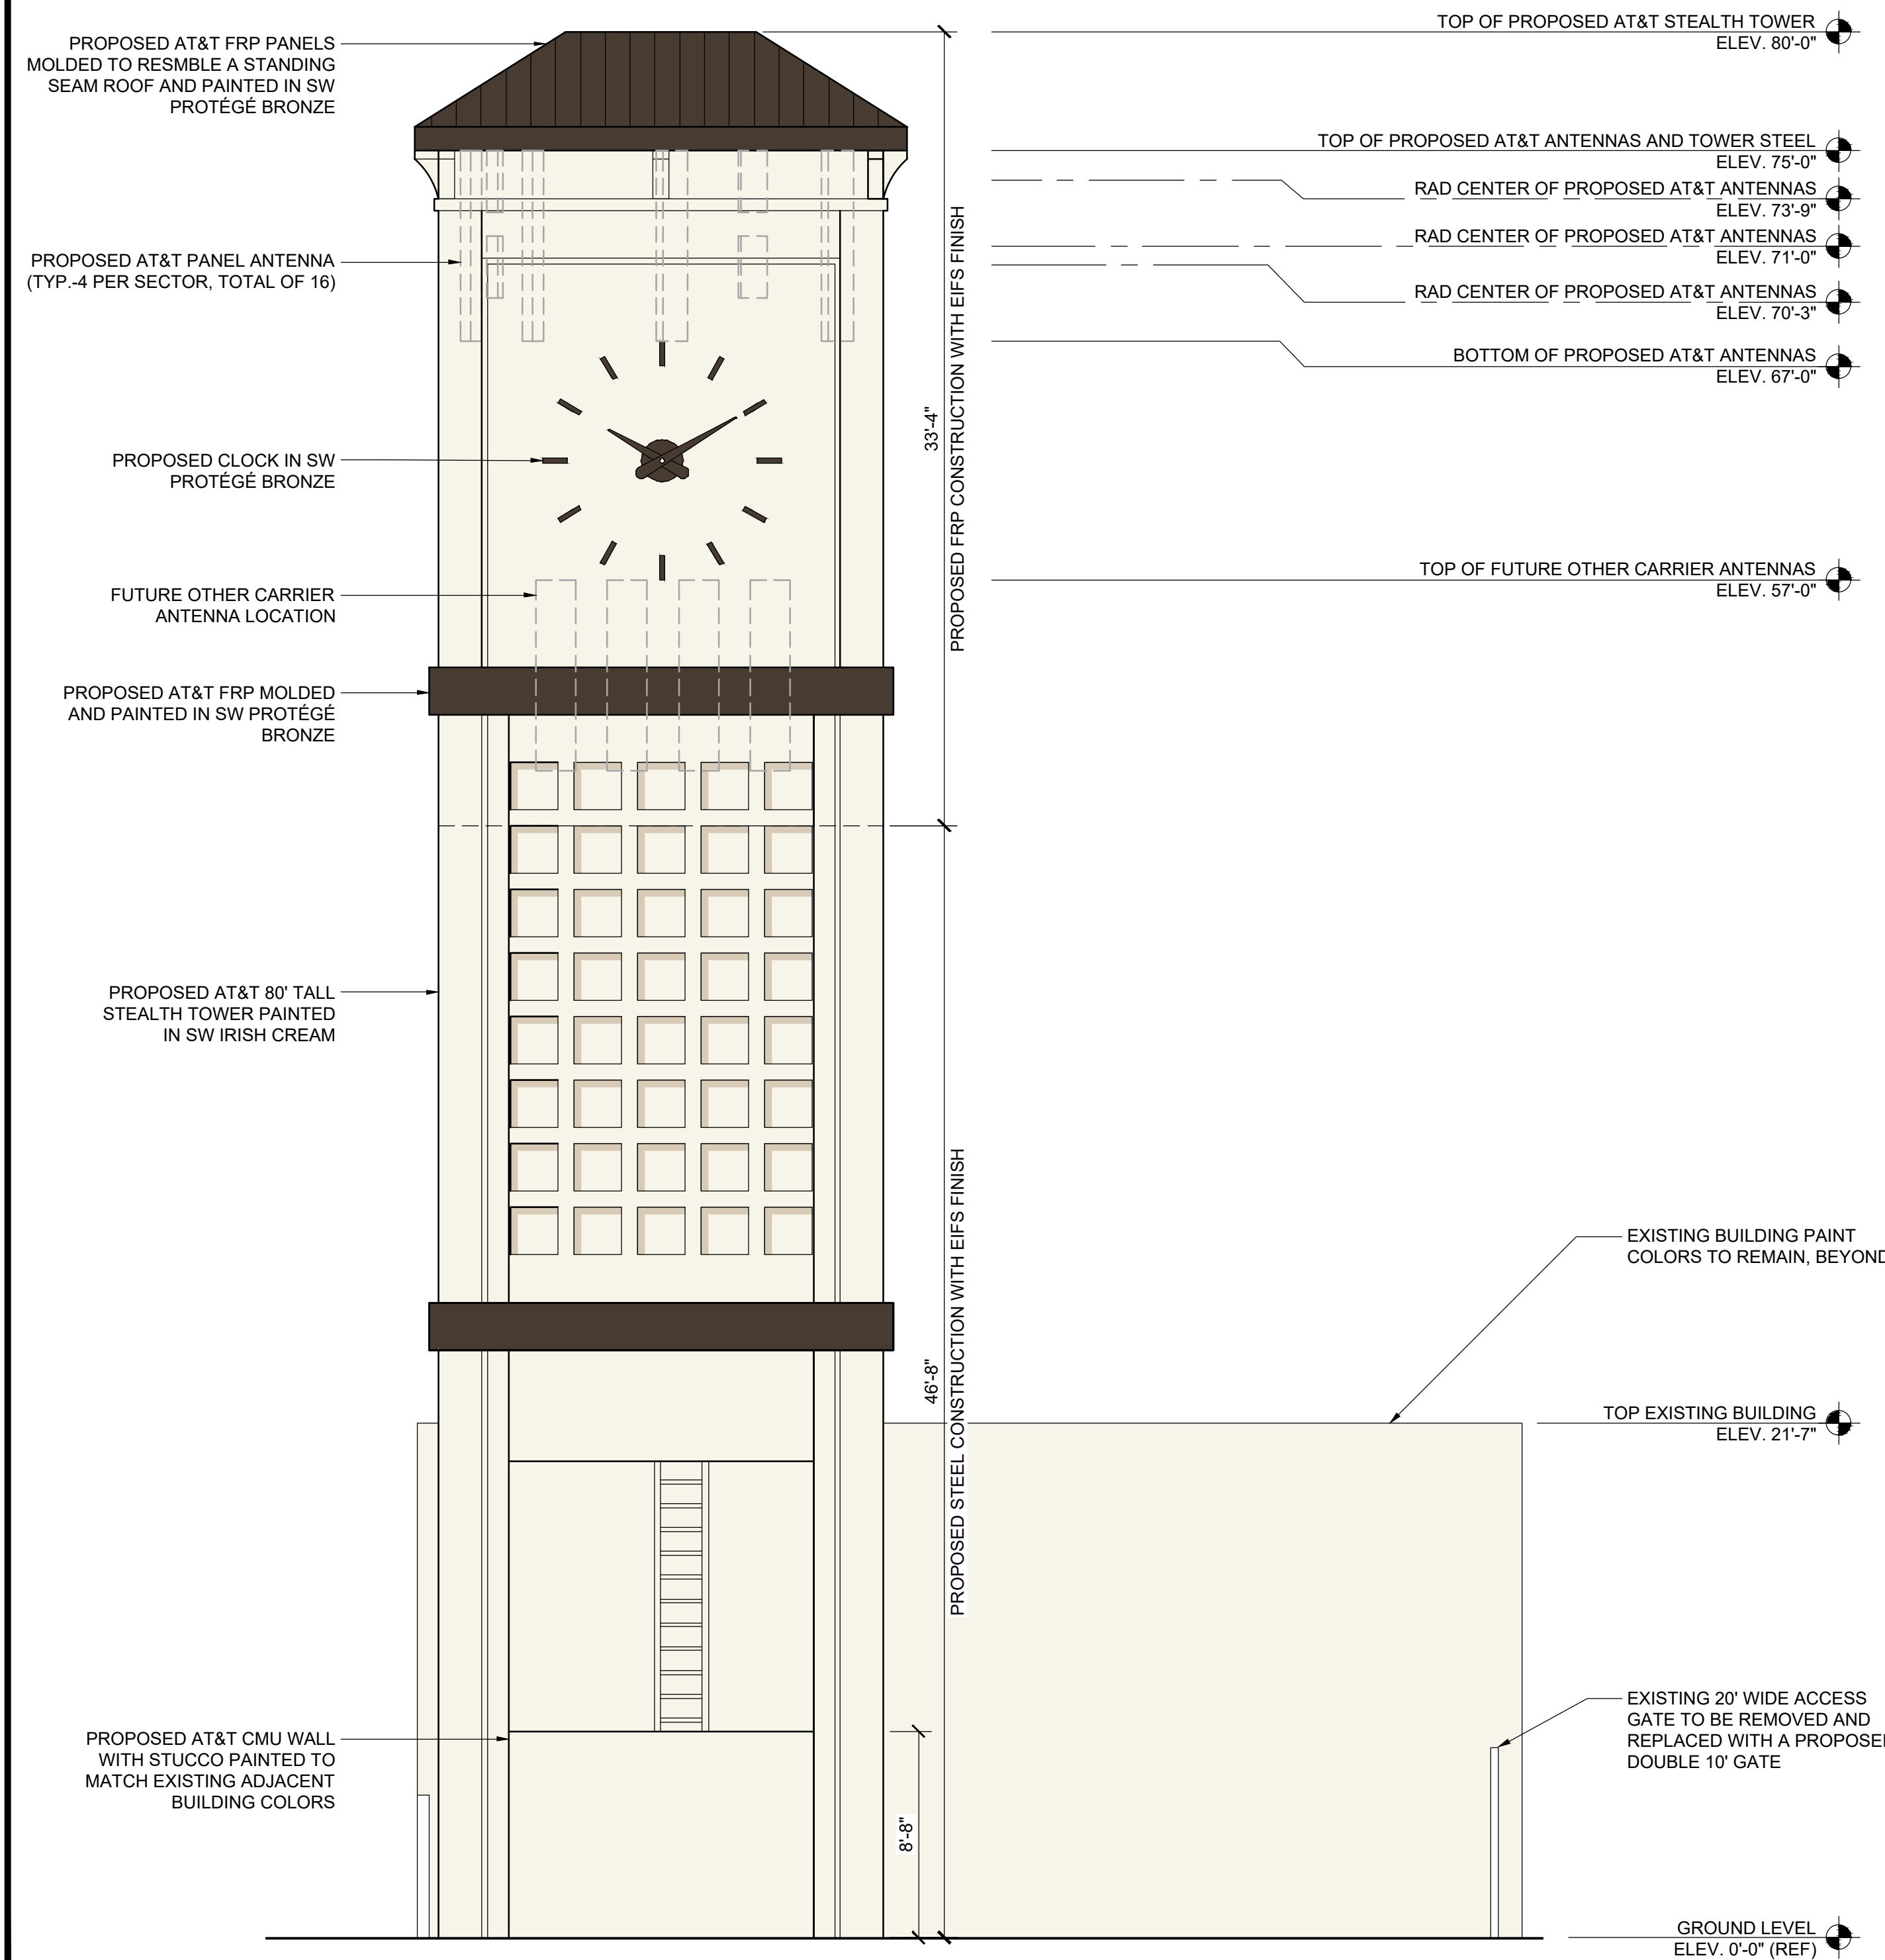 PROPOSED AT&T FRP PANELS
MOLDED TO RESMBLE A STANDING
SEAM ROOF AND PAINTED IN SW
PROTÉGÉ BRONZE
PROPOSED AT&T PANEL ANTENNA
(TYP.-4 PER SECTOR, TOTAL OF 16)
PROPOSED CLOCK IN SW
PROTÉGÉ BRONZE
FUTURE OTHER CARRIER
ANTENNA LOCATION
PROPOSED AT&T FRP MOLDED
AND PAINTED IN SW PROTÉGÉ
BRONZE
PROPOSED AT&T 80' TALL
STEALTH TOWER PAINTED
IN SW IRISH CREAM
PROPOSED AT&T CMU WALL
WITH STUCCO PAINTED TO
MATCH EXISTING ADJACENT
BUILDING COLORS
33'-4"
PROPOSED FRP CONSTRUCTION WITH EIFS FINISH
46'-8"
PROPOSED STEEL CONSTRUCTION WITH EIFS FINISH
8'-8"
TOP OF PROPOSED AT&T STEALTH TOWER
ELEV. 80'-0"
TOP OF PROPOSED AT&T ANTENNAS AND TOWER STEEL
ELEV. 75'-0"
RAD CENTER OF PROPOSED AT&T ANTENNAS
ELEV. 73'-9"
RAD CENTER OF PROPOSED AT&T ANTENNAS
ELEV. 71'-0"
RAD CENTER OF PROPOSED AT&T ANTENNAS
ELEV. 70'-3"
BOTTOM OF PROPOSED AT&T ANTENNAS
ELEV. 67'-0"
TOP OF FUTURE OTHER CARRIER ANTENNAS
ELEV. 57'-0"
EXISTING BUILDING PAINT
COLORS TO REMAIN, BEYOND
TOP EXISTING BUILDING
ELEV. 21'-7"
EXISTING 20' WIDE ACCESS
GATE TO BE REMOVED AND
REPLACED WITH A PROPOSED
DOUBLE 10' GATE
GROUND LEVEL
ELEV. 0'-0" (REF)